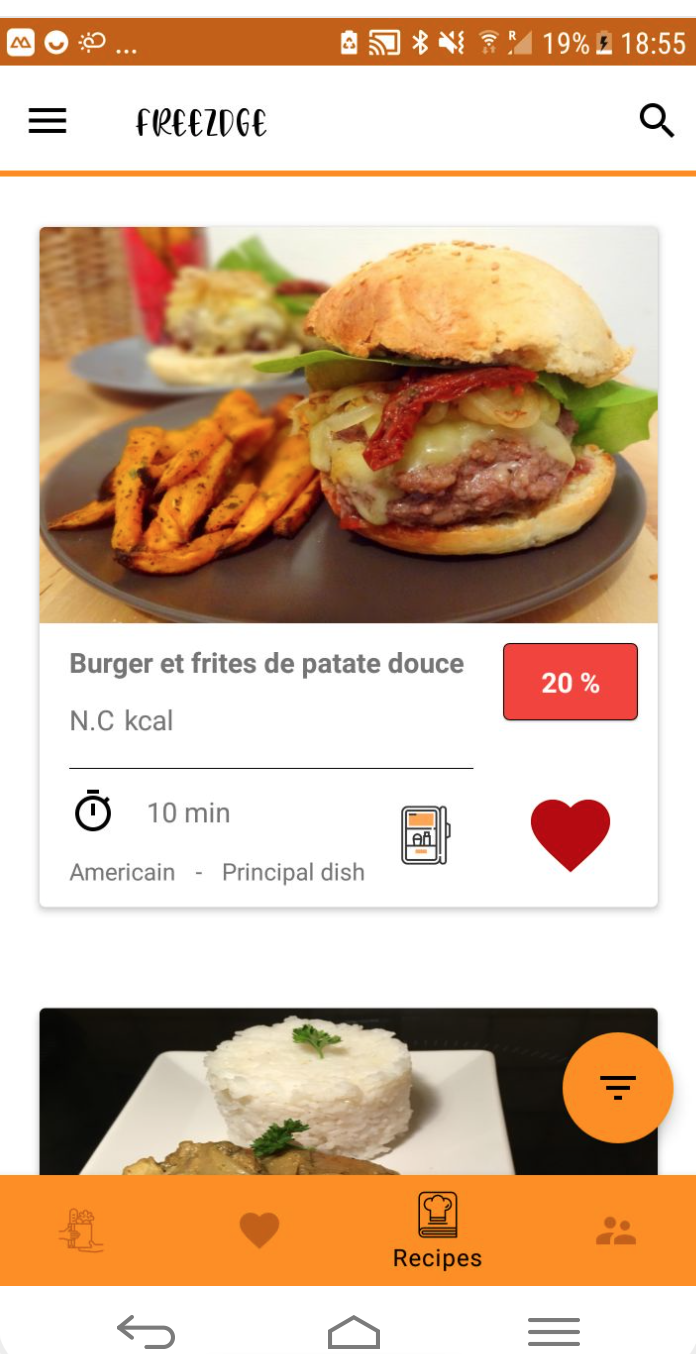 ... R 19% 18:55
FREEZDGE
Burger et frites de patate douce
20 %
N.C kcal
10 min
Americain - Principal dish
Recipes